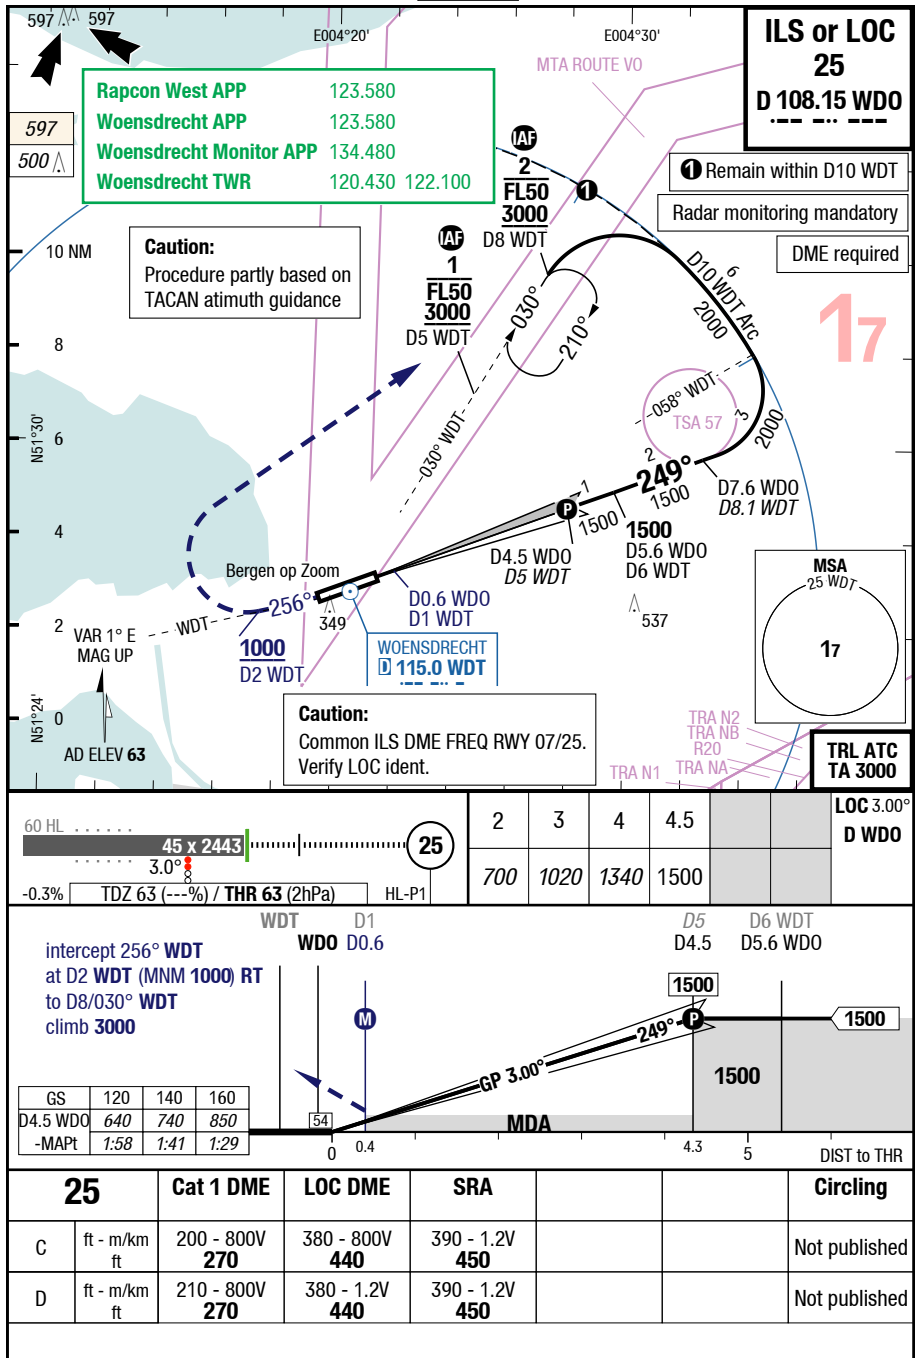 597
597
E004°20'
E004°30'
ILS or LOC
25
D 108.15 WDO
MTA ROUTE VO
Rapcon West APP 123.580
Woensdrecht APP 123.580
Woensdrecht Monitor APP 134.480
Woensdrecht TWR 120.430 122.100
597
500
IAF
2
FL50
3000
D8 WDT
1
1 Remain within D10 WDT
Radar monitoring mandatory
DME required
10 NM
Caution:
Procedure partly based on
TACAN atimuth guidance
IAF
1
FL50
3000
D5 WDT
030°
210°
6
D10 WDT Arc
2000
17
8
058° WDT
TSA 57
3
2000
N51°30'
6
030° WDT
2
249°
1500
D7.6 WDO
D8.1 WDT
1
P
1500
1500
D5.6 WDO
D6 WDT
4
D4.5 WDO
D5 WDT
Bergen op Zoom
256°
349
D0.6 WDO
D1 WDT
537
MSA
25 WDT
17
2
VAR 1° E
MAG UP
WDT
1000
D2 WDT
WOENSDRECHT
D 115.0 WDT
N51°24'
0
AD ELEV 63
Caution:
Common ILS DME FREQ RWY 07/25.
Verify LOC ident.
TRA N2
TRA NB
R20
TRA NA
TRA N1
TRL ATC
TA 3000
60 HL
45 x 2443
25
3.0°
-0.3%
TDZ 63 (---%) / THR 63 (2hPa)
HL-P1
2 3 4 4.5
700 1020 1340 1500
LOC 3.00°
D WDO
WDT D1 D5 D6 WDT
WDO D0.6 D4.5 D5.6 WDO
intercept 256° WDT
at D2 WDT (MNM 1000) RT
to D8/030° WDT
climb 3000
1500
M
P
1500
249°
GP 3.00°
1500
GS 120 140 160
D4.5 WDO 640 740 850
-MAPt 1:58 1:41 1:29
54
MDA
0 0.4 4.3 5 DIST to THR
25 Cat 1 DME LOC DME SRA Circling
C ft - m/km 200 - 800V 380 - 800V 390 - 1.2V Not published
ft 270 440 450
D ft - m/km 210 - 800V 380 - 1.2V 390 - 1.2V Not published
ft 270 440 450